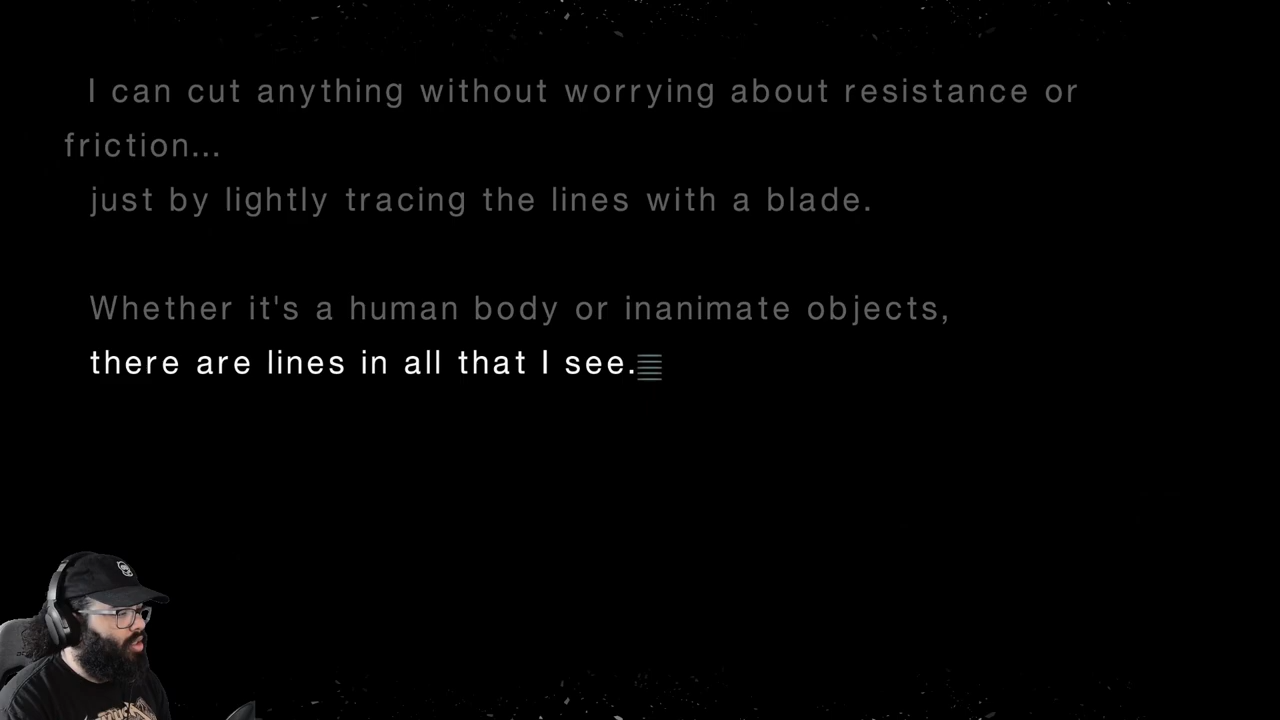 I can cut anything without worrying about resistance or
friction...
just by lightly tracing the lines with a blade.
Whether it's a human body or inanimate objects,
there are lines in all that I see.